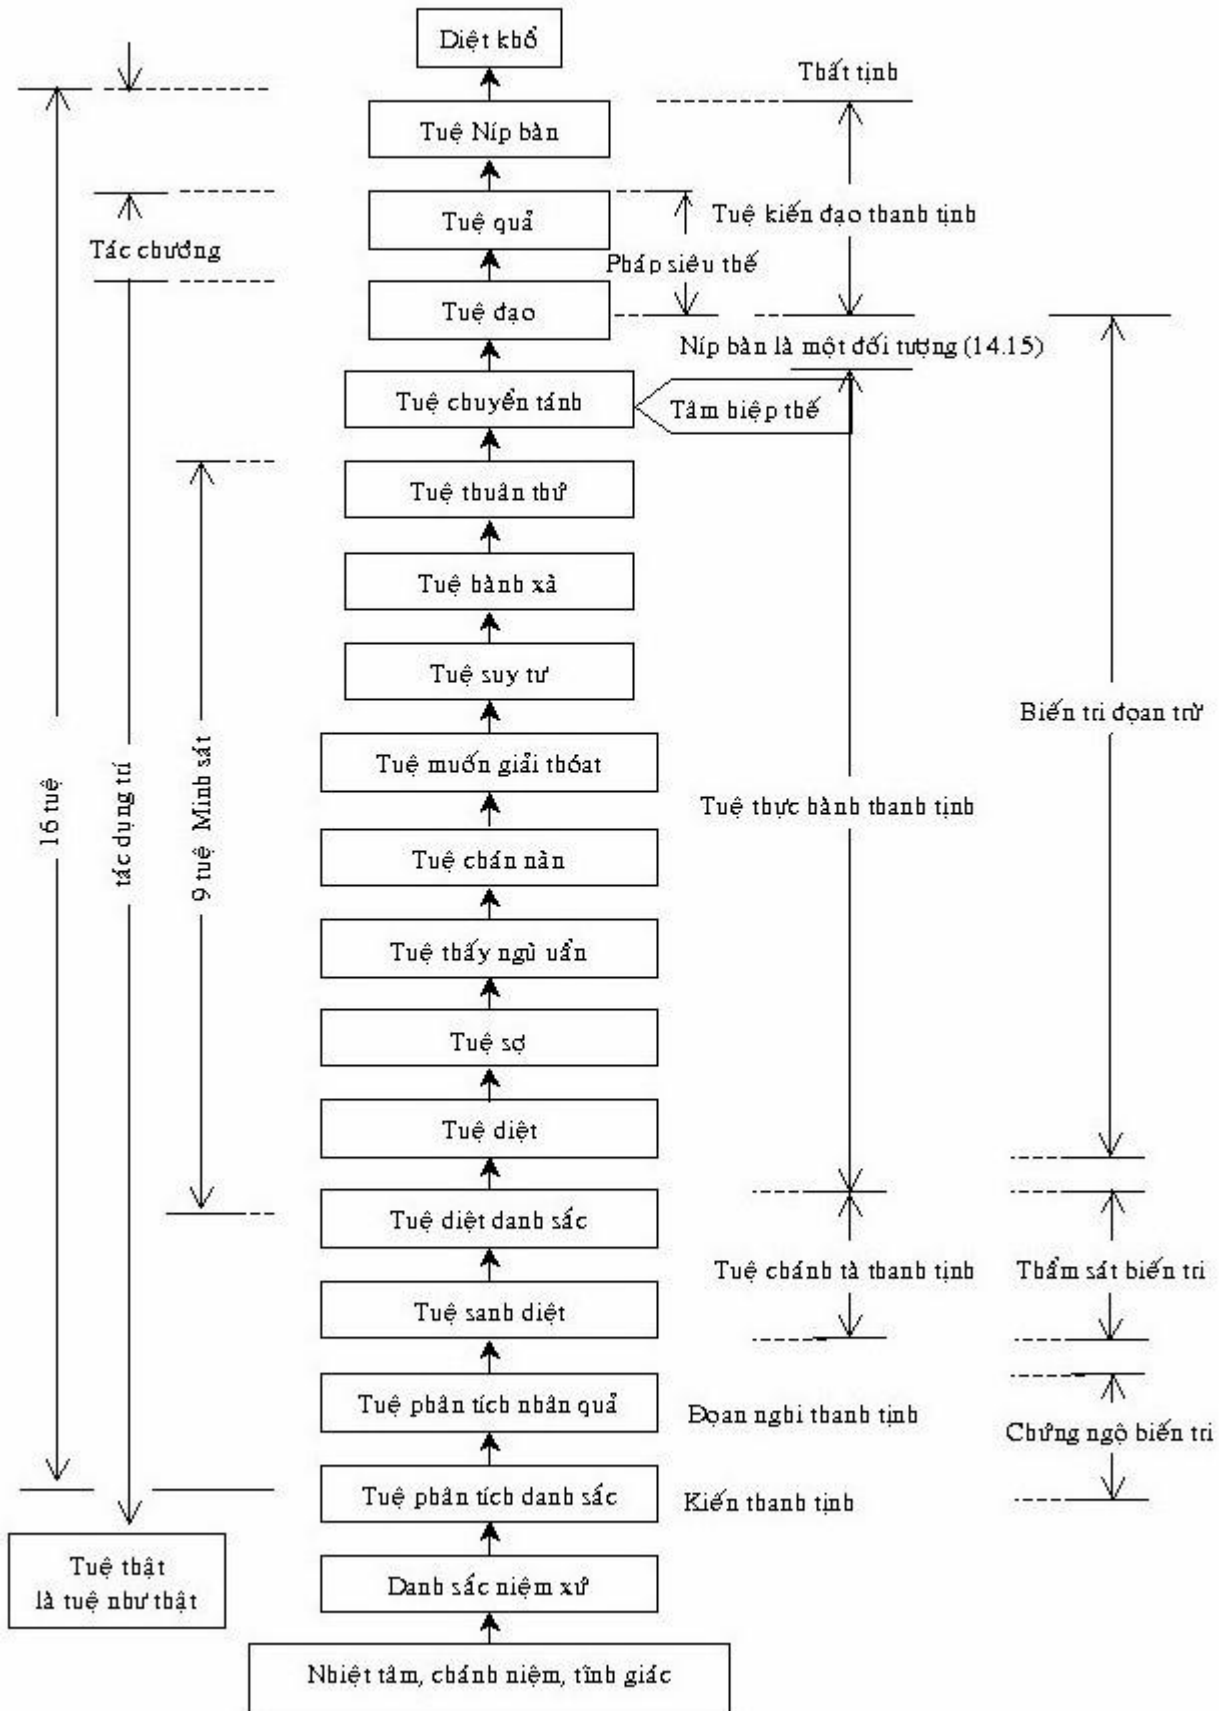 Diệt khổ
Thất tịnh
Tuệ Níp bàn
Tuệ quả
Tuệ kiến đạo thanh tịnh
Tác chưởng
Pháp siêu thế
Tuệ đạo
Níp bàn là một đối tượng (14.15)
Tuệ chuyển tánh
Tâm hiệp thế
Tuệ thuân thứ
Tuệ hành xả
Tuệ suy tư
Biến tri đọan trừ
Tuệ muốn giải thóat
16 tuệ
tác dụng trí
9 tuệ Minh sát
Tuệ thực hành thanh tịnh
Tuệ chán nản
Tuệ thấy ngũ uẩn
Tuệ sợ
Tuệ diệt
Tuệ diệt danh sắc
Tuệ chánh tà thanh tịnh
Thẩm sát biến tri
Tuệ sanh diệt
Tuệ phân tích nhân quả
Đọan nghi thanh tịnh
Chứng ngộ biến tri
Tuệ phân tích danh sắc
Kiến thanh tịnh
Tuệ thật
là tuệ như thật
Danh sắc niệm xứ
Nhiệt tâm, chánh niệm, tĩnh giác